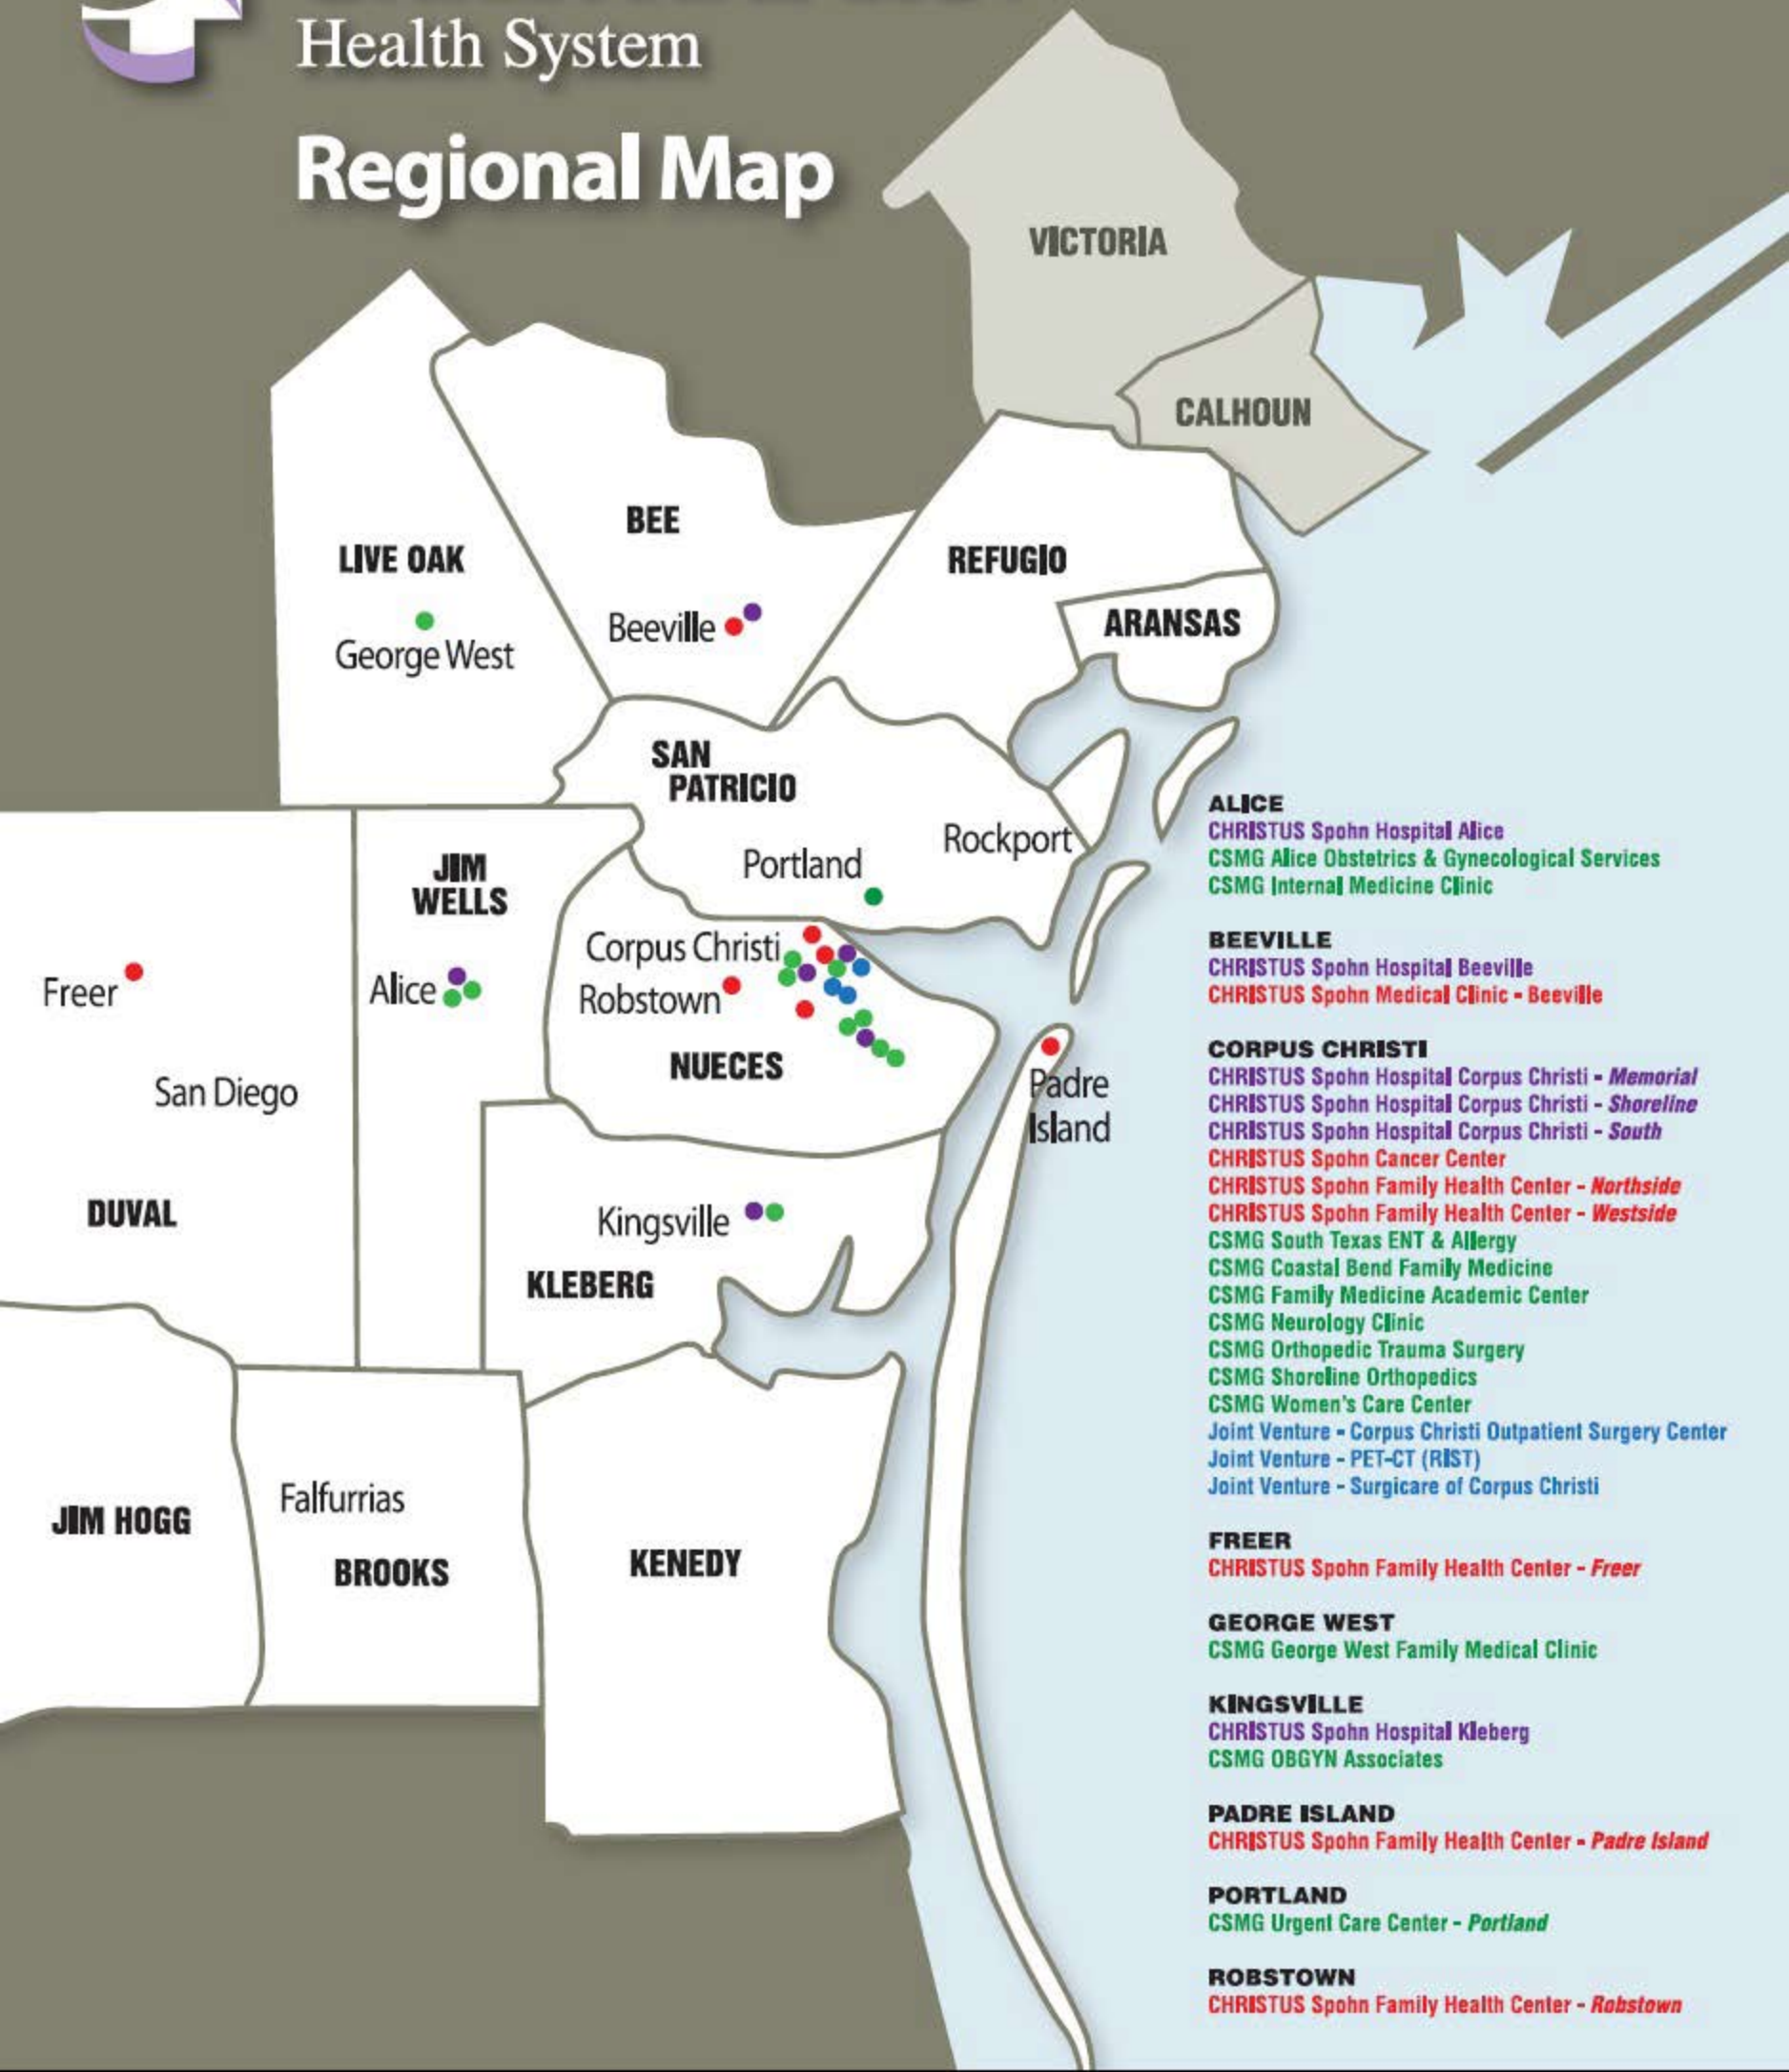 Health System
Regional Map
VICTORIA
CALHOUN
BEE
LIVE OAK
REFUGIO
Beeville
ARANSAS
George West
SAN
PATRICIO
Rockport
Portland
JIM
WELLS
Corpus Christi
Freer
Alice
Robstown
NUECES
Padre
Island
San Diego
DUVAL
Kingsville
KLEBERG
Falfurrias
JIM HOGG
BROOKS
KENEDY
ALICE
CHRISTUS Spohn Hospital Alice
CSMG Alice Obstetrics & Gynecological Services
CSMG Internal Medicine Clinic
BEEVILLE
CHRISTUS Spohn Hospital Beeville
CHRISTUS Spohn Medical Clinic - Beeville
CORPUS CHRISTI
CHRISTUS Spohn Hospital Corpus Christi - Memorial
CHRISTUS Spohn Hospital Corpus Christi - Shoreline
CHRISTUS Spohn Hospital Corpus Christi - South
CHRISTUS Spohn Cancer Center
CHRISTUS Spohn Family Health Center - Northside
CHRISTUS Spohn Family Health Center - Westside
CSMG South Texas ENT & Allergy
CSMG Coastal Bend Family Medicine
CSMG Family Medicine Academic Center
CSMG Neurology Clinic
CSMG Orthopedic Trauma Surgery
CSMG Shoreline Orthopedics
CSMG Women's Care Center
Joint Venture - Corpus Christi Outpatient Surgery Center
Joint Venture - PET-CT (RIST)
Joint Venture - Surgicare of Corpus Christi
FREER
CHRISTUS Spohn Family Health Center - Freer
GEORGE WEST
CSMG George West Family Medical Clinic
KINGSVILLE
CHRISTUS Spohn Hospital Kleberg
CSMG OBGYN Associates
PADRE ISLAND
CHRISTUS Spohn Family Health Center - Padre Island
PORTLAND
CSMG Urgent Care Center - Portland
ROBSTOWN
CHRISTUS Spohn Family Health Center - Robstown